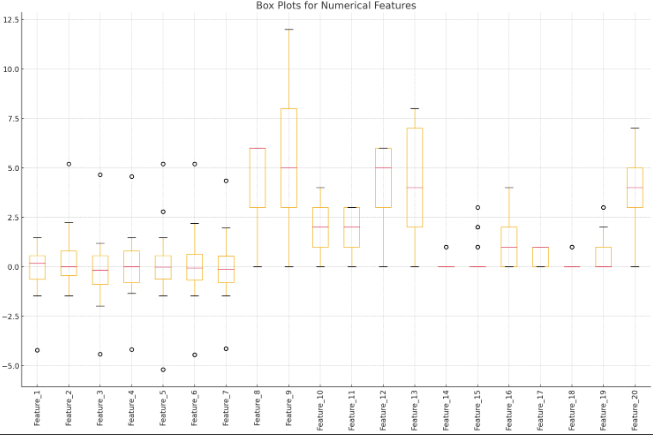 Box Plots for Numerical Features
12.5
10.0
7.5
5.0
2.5
0.0
−2.5
−5.0
Feature_1
Feature_2
Feature_3
Feature_4
Feature_5
Feature_6
Feature_7
Feature_8
Feature_9
Feature_10
Feature_11
Feature_12
Feature_13
Feature_14
Feature_15
Feature_16
Feature_17
Feature_18
Feature_19
Feature_20